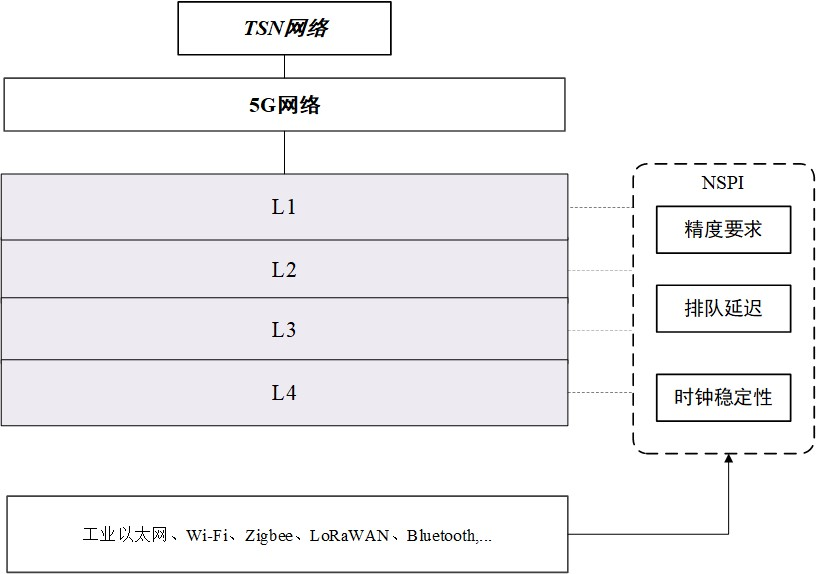 TSN网络
5G网络
L1
L2
L3
L4
NSPI
精度要求
排队延迟
时钟稳定性
工业以太网、Wi-Fi、Zigbee、LoRaWAN、Bluetooth,...